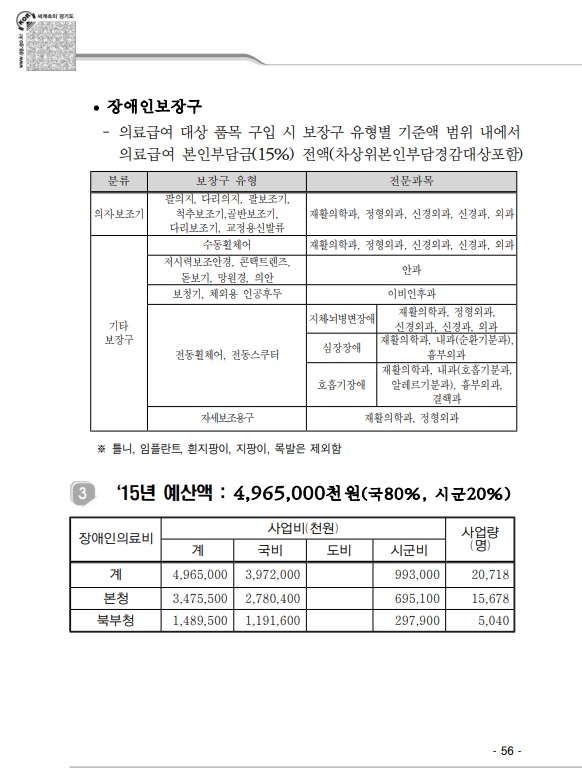 세계속의 경기도
www.gg.go.kr
• 장애인보장구
- 의료급여 대상 품목 구입 시 보장구 유형별 기준액 범위 내에서
의료급여 본인부담금(15%) 전액(차상위본인부담경감대상포함)
분류 보장구 유형 전문과목
의지·보조기 팔의지, 다리의지, 팔보조기, 척추보조기,골반보조기, 다리보조기, 교정용신발류 재활의학과, 정형외과, 신경외과, 신경과, 외과
기타 보장구 수동휠체어 재활의학과, 정형외과, 신경외과, 신경과, 외과
저시력보조안경, 콘택트렌즈, 돋보기, 망원경, 의안 안과
보청기, 체외용 인공후두 이비인후과
전동휠체어, 전동스쿠터 지체뇌병변장애 재활의학과, 정형외과, 신경외과, 신경과, 외과
심장장애 재활의학과, 내과(순환기분과), 흉부외과
호흡기장애 재활의학과, 내과(호흡기분과, 알레르기분과), 흉부외과, 결핵과
자세보조용구 재활의학과, 정형외과
※ 틀니, 임플란트, 흰지팡이, 지팡이, 목발은 제외함
3 '15년 예산액 : 4,965,000천원(국80%, 시군20%)
장애인의료비 사업비(천원) 사업량(명)
계 국비 도비 시군비
계 4,965,000 3,972,000 993,000 20,718
본청 3,475,500 2,780,400 695,100 15,678
북부청 1,489,500 1,191,600 297,900 5,040
- 56 -